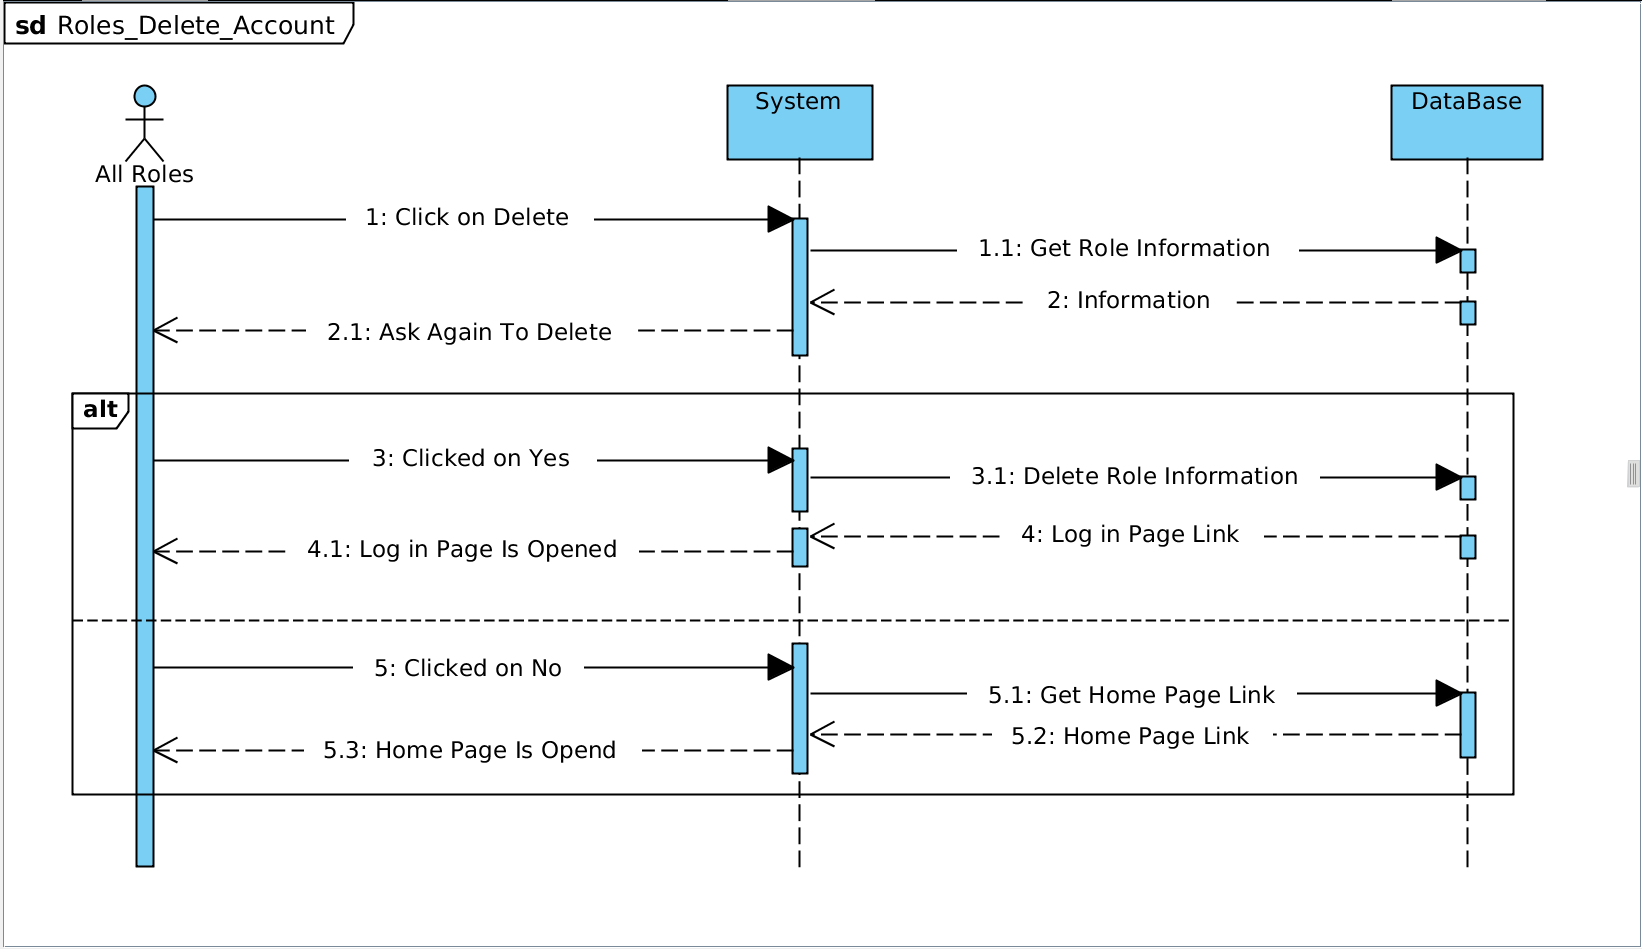 sd Roles_Delete_Account
System
DataBase
All Roles
1: Click on Delete
1.1: Get Role Information
2: Information
2.1: Ask Again To Delete
alt
3: Clicked on Yes
3.1: Delete Role Information
4: Log in Page Link
4.1: Log in Page Is Opened
5: Clicked on No
5.1: Get Home Page Link
5.2: Home Page Link
5.3: Home Page Is Opend